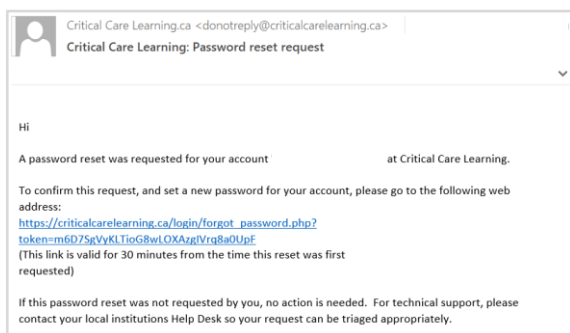 Critical Care Learning.ca <donotreply@criticalcarelearning.ca>
Critical Care Learning: Password reset request
Hi
A password reset was requested for your account at Critical Care Learning.
To confirm this request, and set a new password for your account, please go to the following web
address:
https://criticalcarelearning.ca/login/forgot_password.php?
token=m6D7SgVyKLTioG8wLOXAzgIVrq8a0UpF
(This link is valid for 30 minutes from the time this reset was first
requested)
If this password reset was not requested by you, no action is needed.  For technical support, please
contact your local institutions Help Desk so your request can be triaged appropriately.